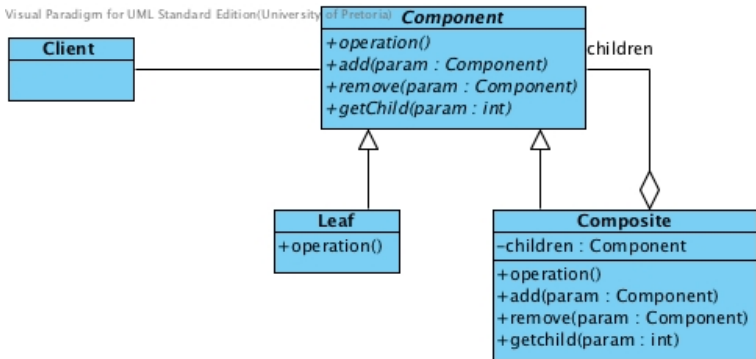 Visual Paradigm for UML Standard Edition(University of Pretoria)
Component
+operation()
+add(param : Component)
+remove(param : Component)
+getChild(param : int)
Client
children
Leaf
+operation()
Composite
-children : Component
+operation()
+add(param : Component)
+remove(param : Component)
+getchild(param : int)